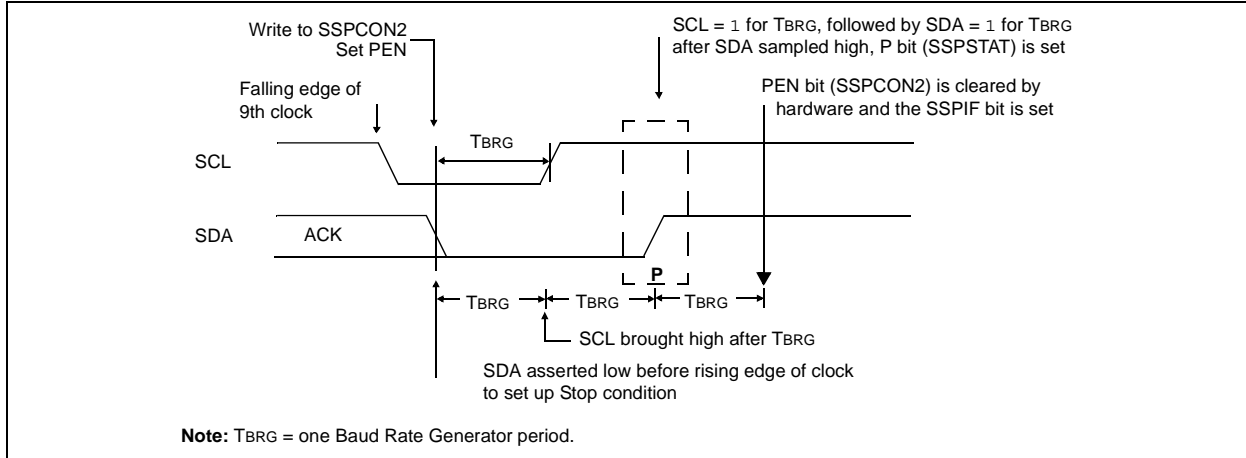 Write to SSPCON2
Set PEN
SCL = 1 for TBRG, followed by SDA = 1 for TBRG
after SDA sampled high, P bit (SSPSTAT) is set
Falling edge of
9th clock
PEN bit (SSPCON2) is cleared by
hardware and the SSPIF bit is set
TBRG
SCL
SDA
ACK
P
TBRG
TBRG
TBRG
SCL brought high after TBRG
SDA asserted low before rising edge of clock
to set up Stop condition
Note: TBRG = one Baud Rate Generator period.